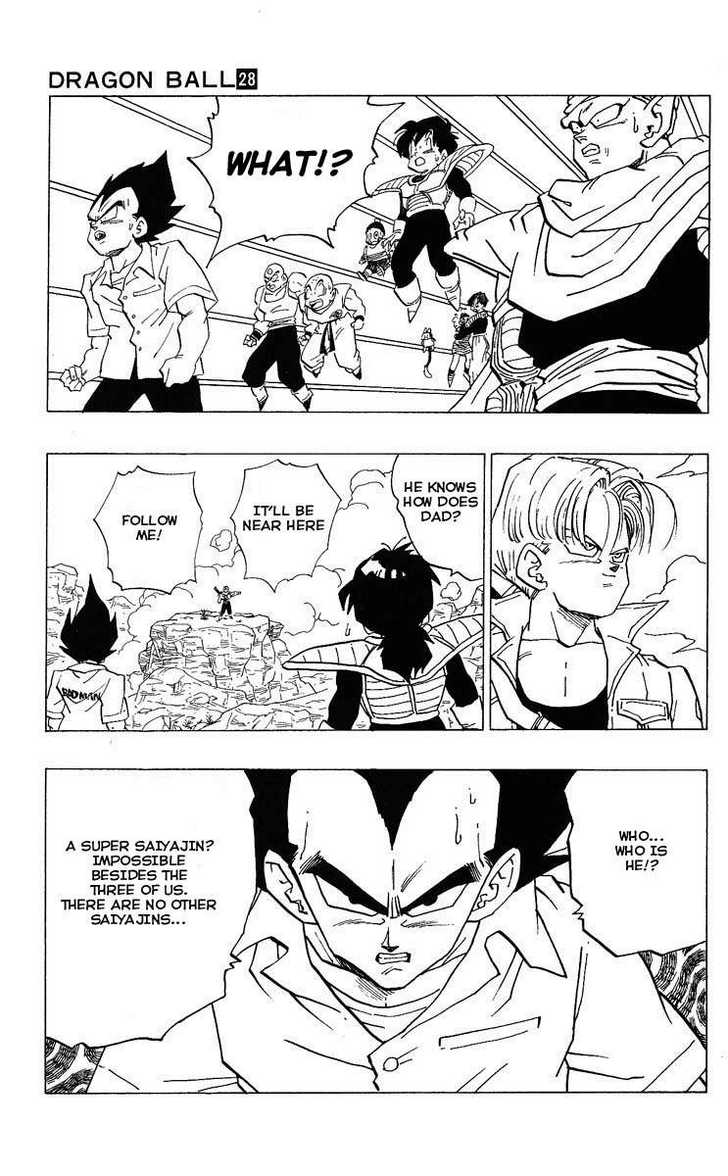 DRAGON BALL 28
WHAT!?
HE KNOWS
HOW DOES
DAD?
IT'LL BE
NEAR HERE
FOLLOW
ME!
BADMAN
WHO...
WHO IS
HE!?
A SUPER SAIYAJIN?
IMPOSSIBLE
BESIDES THE
THREE OF US.
THERE ARE NO OTHER
SAIYAJINS...